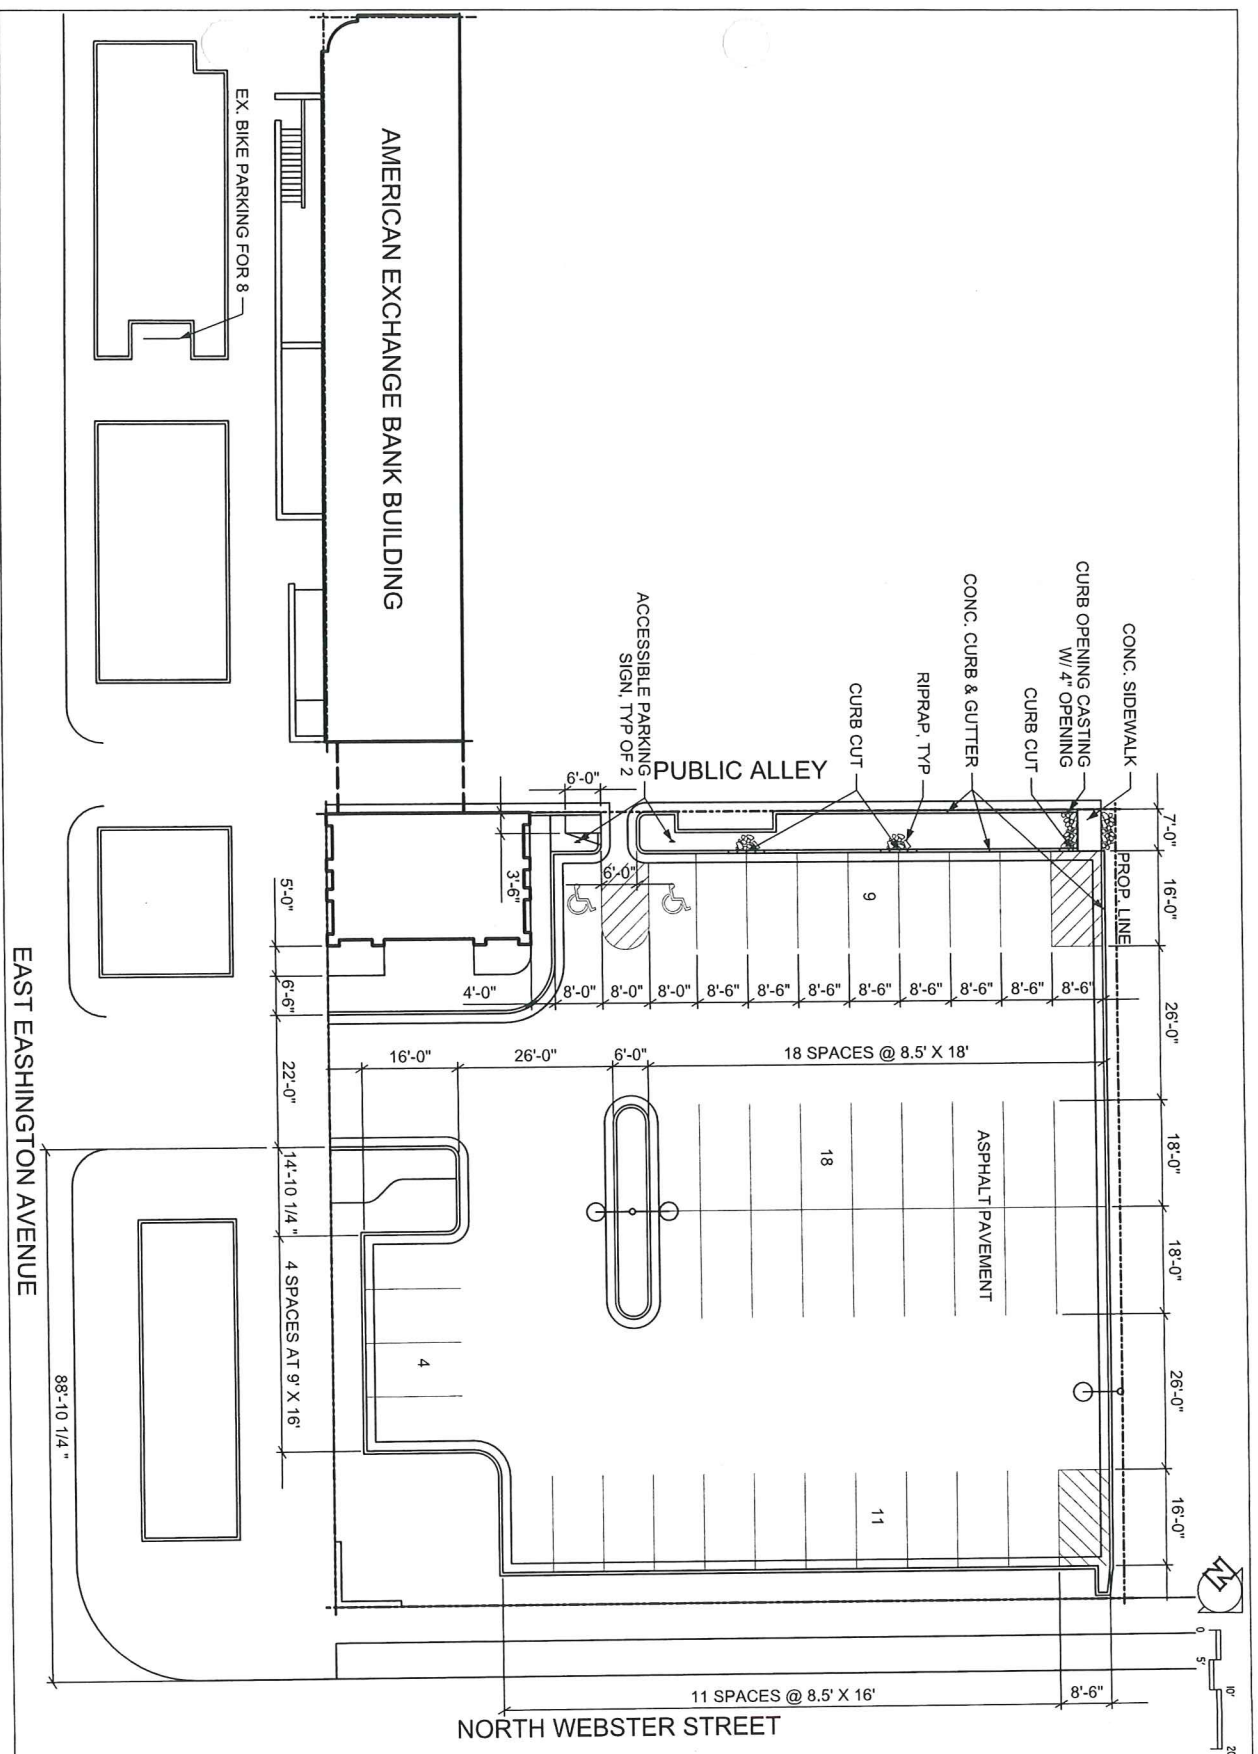 EX. BIKE PARKING FOR 8
AMERICAN EXCHANGE BANK BUILDING
CONC. SIDEWALK
CURB OPENING CASTING
W/ 4" OPENING
CURB CUT
CONC. CURB & GUTTER
RIPRAP, TYP
CURB CUT
ACCESSIBLE PARKING
SIGN, TYP OF 2
PUBLIC ALLEY
6'-0"
3'-6"
6'-0"
7'-0"
16'-0"
26'-0"
18'-0"
18'-0"
26'-0"
16'-0"
PROP. LINE
9
4'-0"
8'-0"
8'-0"
8'-0"
8'-6"
8'-6"
8'-6"
8'-6"
8'-6"
8'-6"
8'-6"
8'-6"
16'-0"
26'-0"
6'-0"
18 SPACES @ 8.5' X 18'
18
ASPHALT PAVEMENT
5'-0"
6'-6"
22'-0"
14'-10 1/4 "
4 SPACES AT 9' X 16'
4
11
88'-10 1/4 "
EAST EASHINGTON AVENUE
11 SPACES @ 8.5' X 16'
8'-6"
NORTH WEBSTER STREET
N
0
5'
10'
20